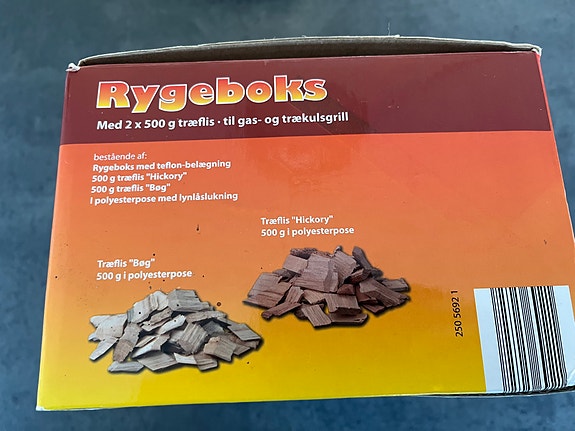 Rygeboks
Med 2 x 500 g træflis · til gas- og trækulsgrill
bestående af:
Rygeboks med teflon-belægning
500 g træflis "Hickory"
500 g træflis "Bøg"
I polyesterpose med lynlåslukning
Træflis "Hickory"
500 g i polyesterpose
Træflis "Bøg"
500 g i polyesterpose
250 5692 1